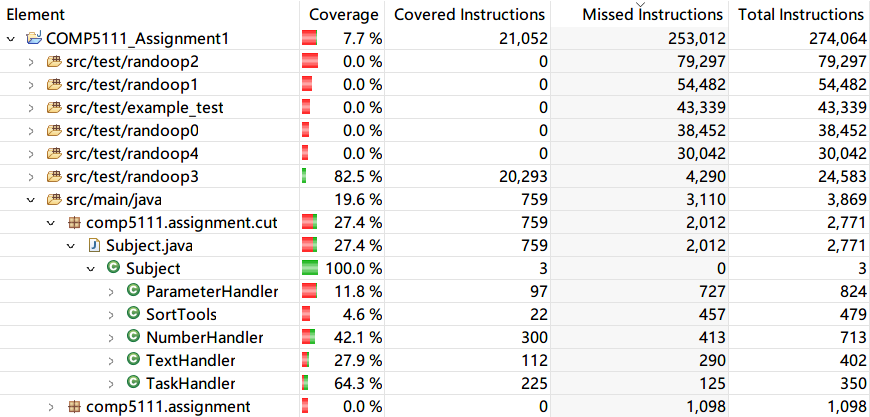 Element Coverage Covered Instructions Missed Instructions Total Instructions
COMP5111_Assignment1 7.7 % 21,052 253,012 274,064
src/test/randoop2 0.0 % 0 79,297 79,297
src/test/randoop1 0.0 % 0 54,482 54,482
src/test/example_test 0.0 % 0 43,339 43,339
src/test/randoop0 0.0 % 0 38,452 38,452
src/test/randoop4 0.0 % 0 30,042 30,042
src/test/randoop3 82.5 % 20,293 4,290 24,583
src/main/java 19.6 % 759 3,110 3,869
comp5111.assignment.cut 27.4 % 759 2,012 2,771
Subject.java 27.4 % 759 2,012 2,771
Subject 100.0 % 3 0 3
ParameterHandler 11.8 % 97 727 824
SortTools 4.6 % 22 457 479
NumberHandler 42.1 % 300 413 713
TextHandler 27.9 % 112 290 402
TaskHandler 64.3 % 225 125 350
comp5111.assignment 0.0 % 0 1,098 1,098